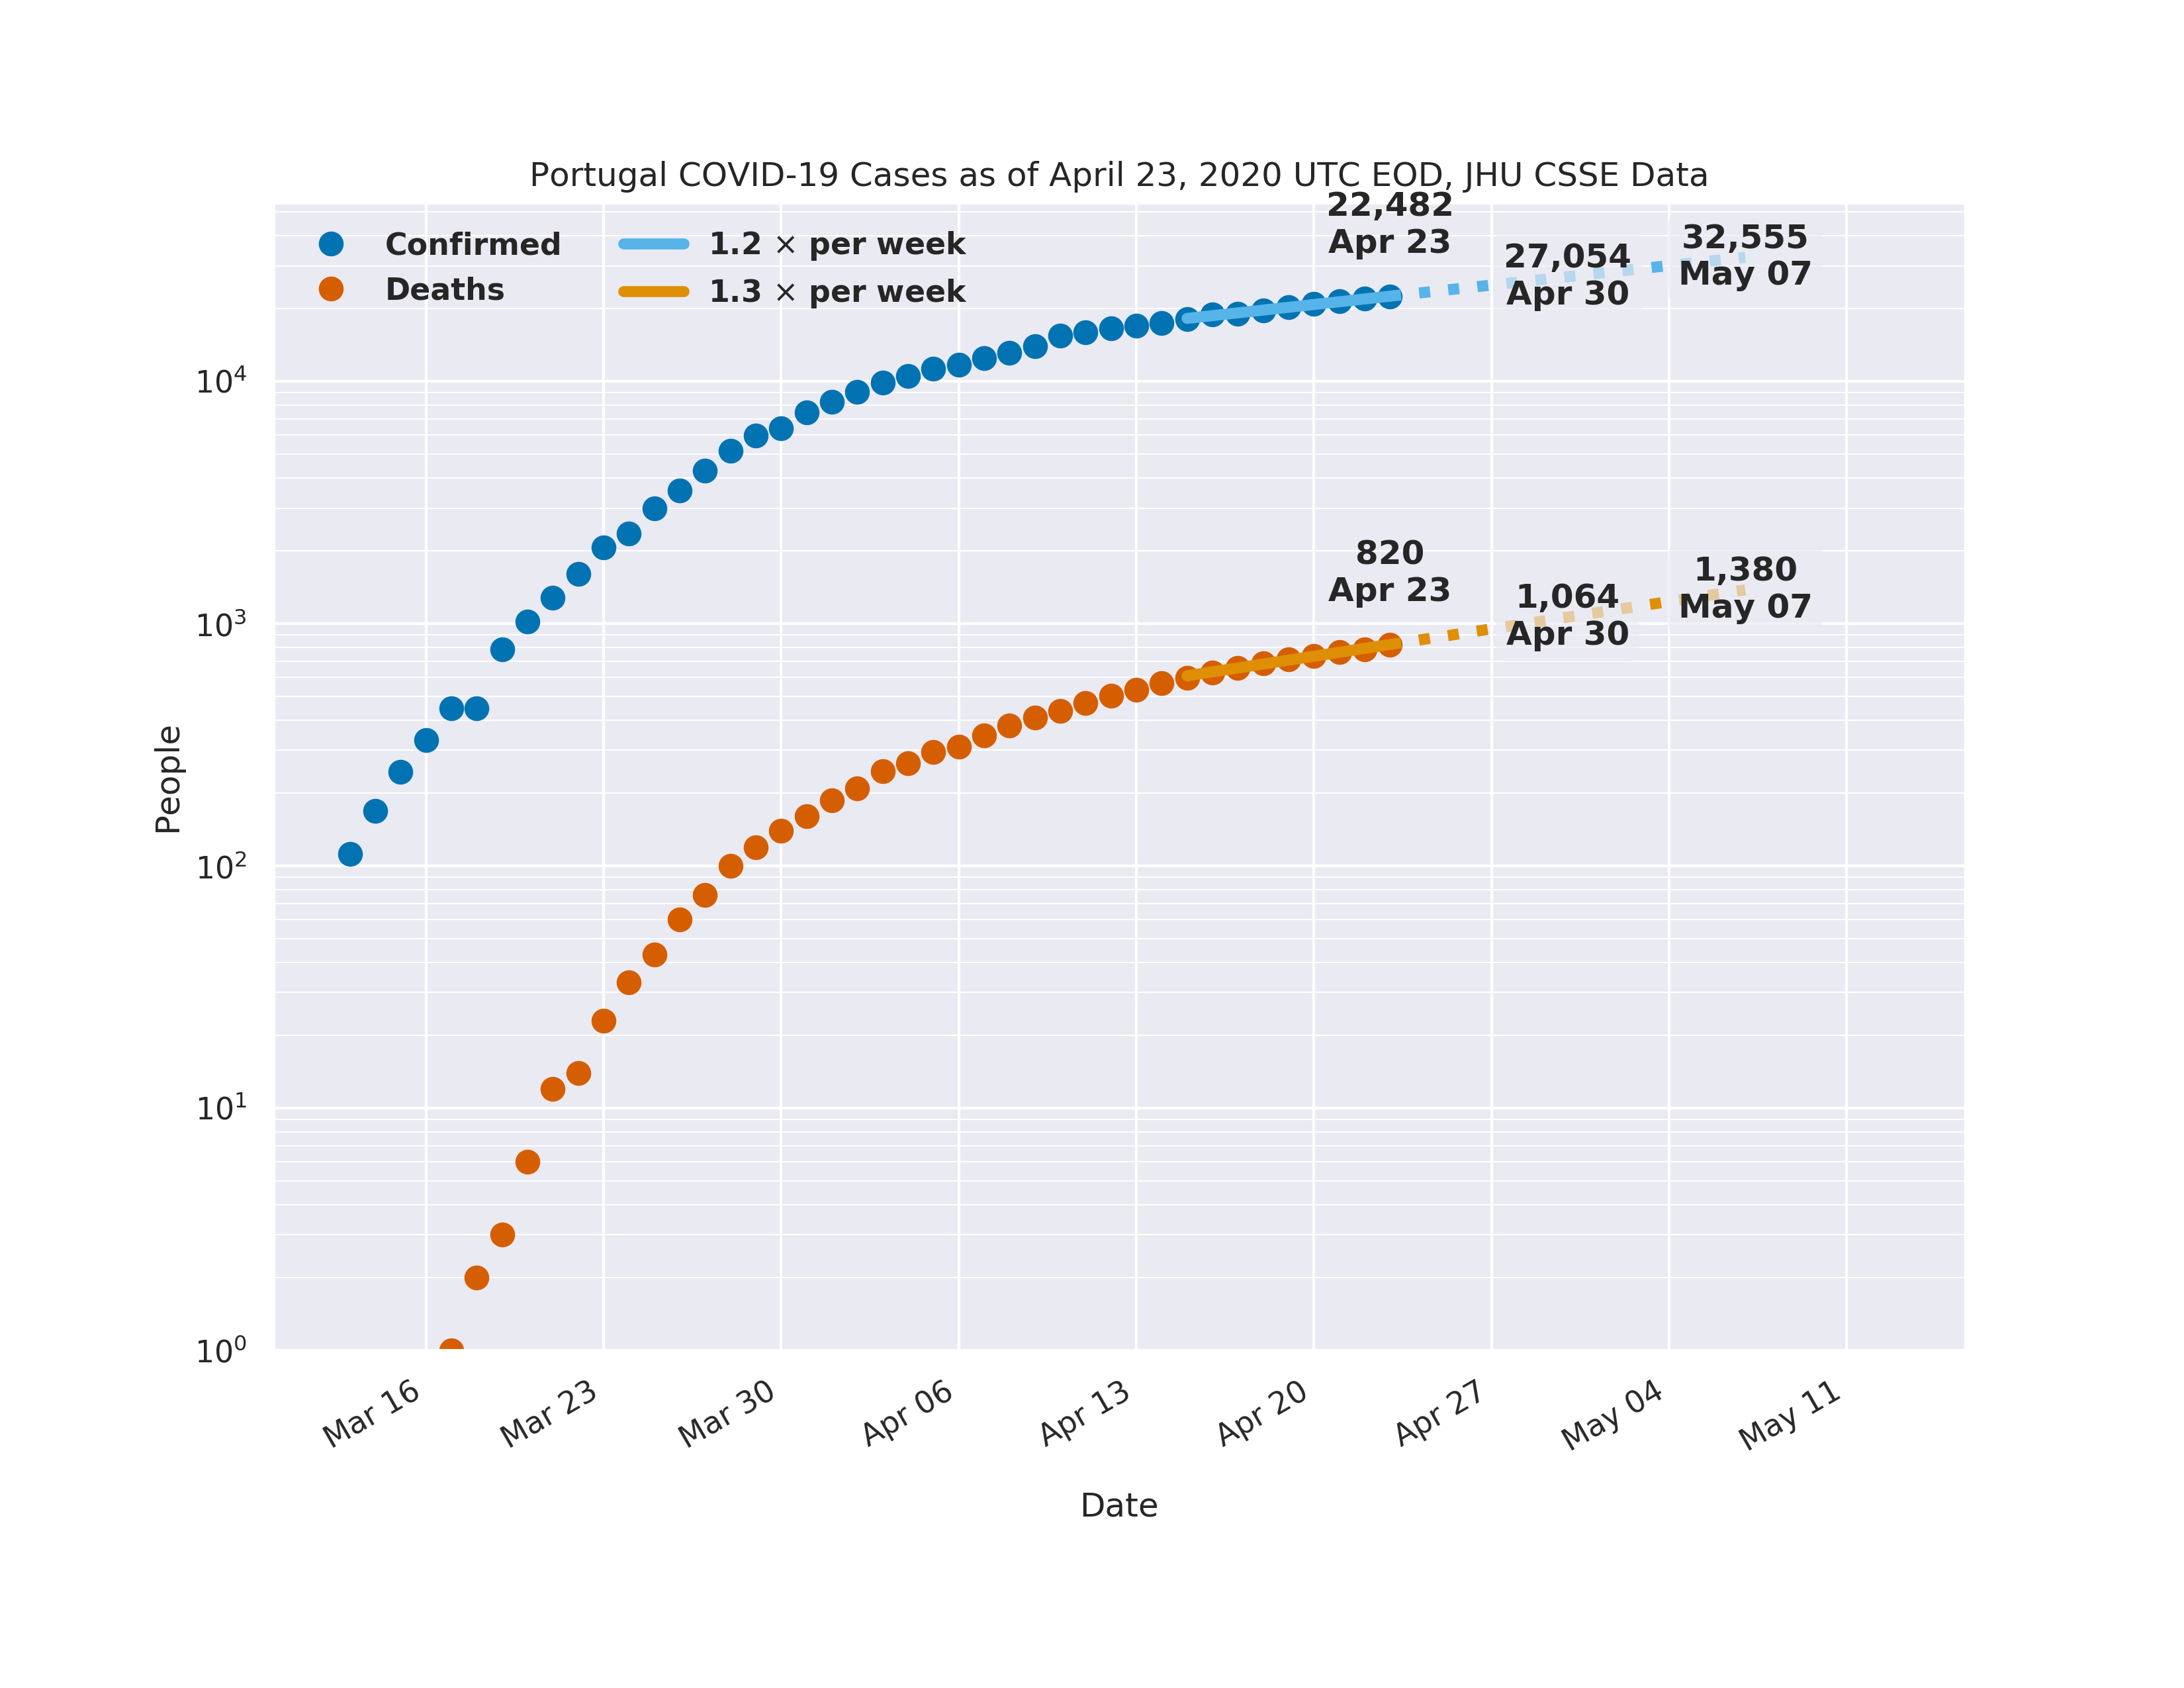 Portugal COVID-19 Cases as of April 23, 2020 UTC EOD, JHU CSSE Data
Confirmed
Deaths
1.2 × per week
1.3 × per week
22,482
Apr 23
27,054
Apr 30
32,555
May 07
820
Apr 23
1,064
Apr 30
1,380
May 07
People
10⁴
10³
10²
10¹
10⁰
Mar 16
Mar 23
Mar 30
Apr 06
Apr 13
Apr 20
Apr 27
May 04
May 11
Date